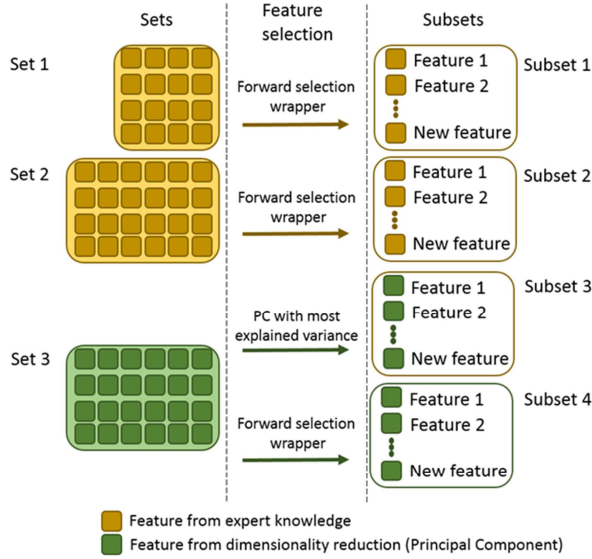 Sets
Feature
selection
Subsets
Set 1
Forward selection
wrapper
Feature 1
Feature 2
New feature
Subset 1
Set 2
Forward selection
wrapper
Feature 1
Feature 2
New feature
Subset 2
Set 3
PC with most
explained variance
Feature 1
Feature 2
New feature
Subset 3
Forward selection
wrapper
Feature 1
Feature 2
New feature
Subset 4
Feature from expert knowledge
Feature from dimensionality reduction (Principal Component)